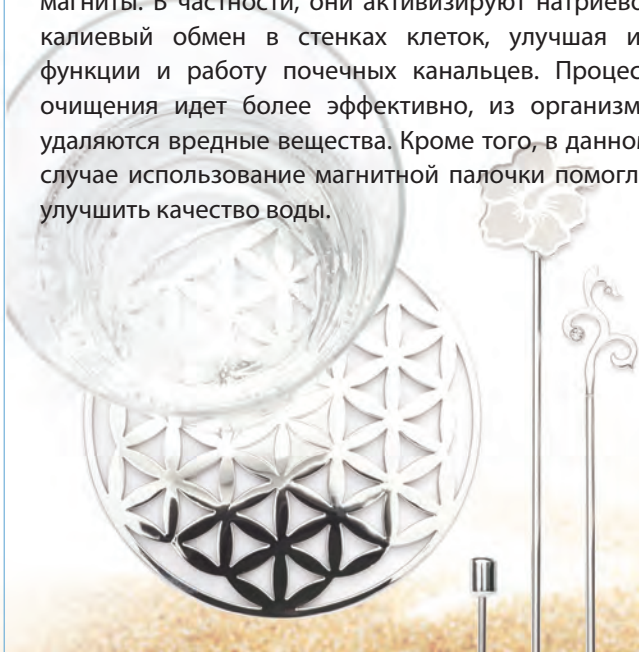 магниты. В частности, они активизируют натриево
калиевый обмен в стенках клеток, улучшая и
функции и работу почечных канальцев. Процес
очищения идет более эффективно, из организм
удаляются вредные вещества. Кроме того, в данном
случае использование магнитной палочки помогл
улучшить качество воды.